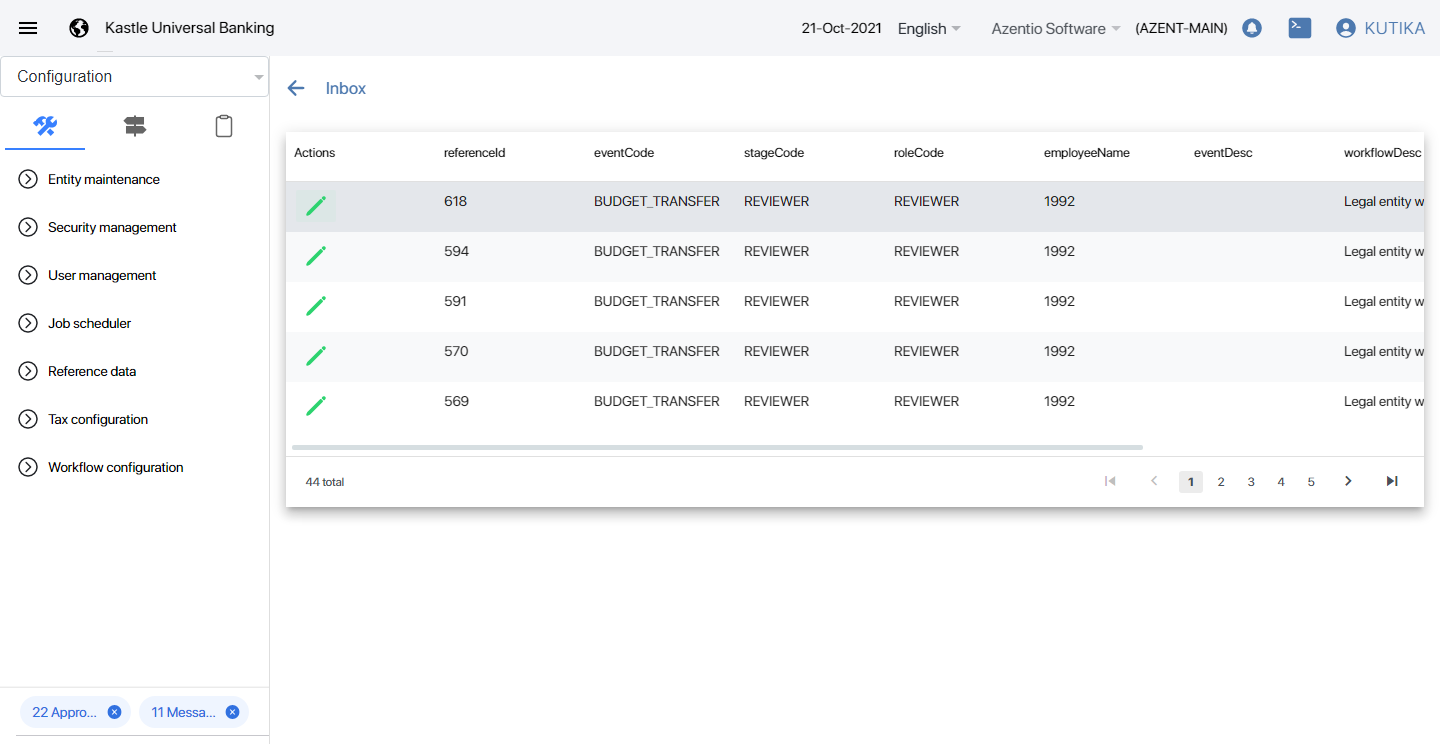 Kastle Universal Banking
21-Oct-2021 English Azentio Software (AZENT-MAIN) KUTIKA
Configuration
Entity maintenance
Security management
User management
Job scheduler
Reference data
Tax configuration
Workflow configuration
22 Appro... 11 Messa...
Inbox
Actions referenceId eventCode stageCode roleCode employeeName eventDesc workflowDesc
618 BUDGET_TRANSFER REVIEWER REVIEWER 1992 Legal entity w
594 BUDGET_TRANSFER REVIEWER REVIEWER 1992 Legal entity w
591 BUDGET_TRANSFER REVIEWER REVIEWER 1992 Legal entity w
570 BUDGET_TRANSFER REVIEWER REVIEWER 1992 Legal entity w
569 BUDGET_TRANSFER REVIEWER REVIEWER 1992 Legal entity w
44 total 1 2 3 4 5